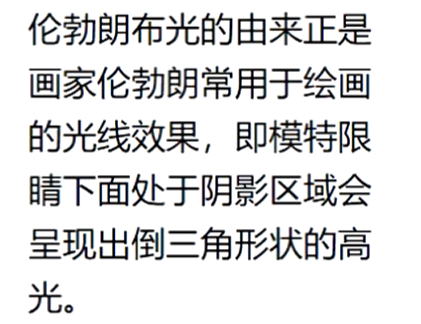 伦勃朗布光的由来正是
画家伦勃朗常用于绘画
的光线效果，即模特限
睛下面处于阴影区域会
呈现出倒三角形状的高
光。